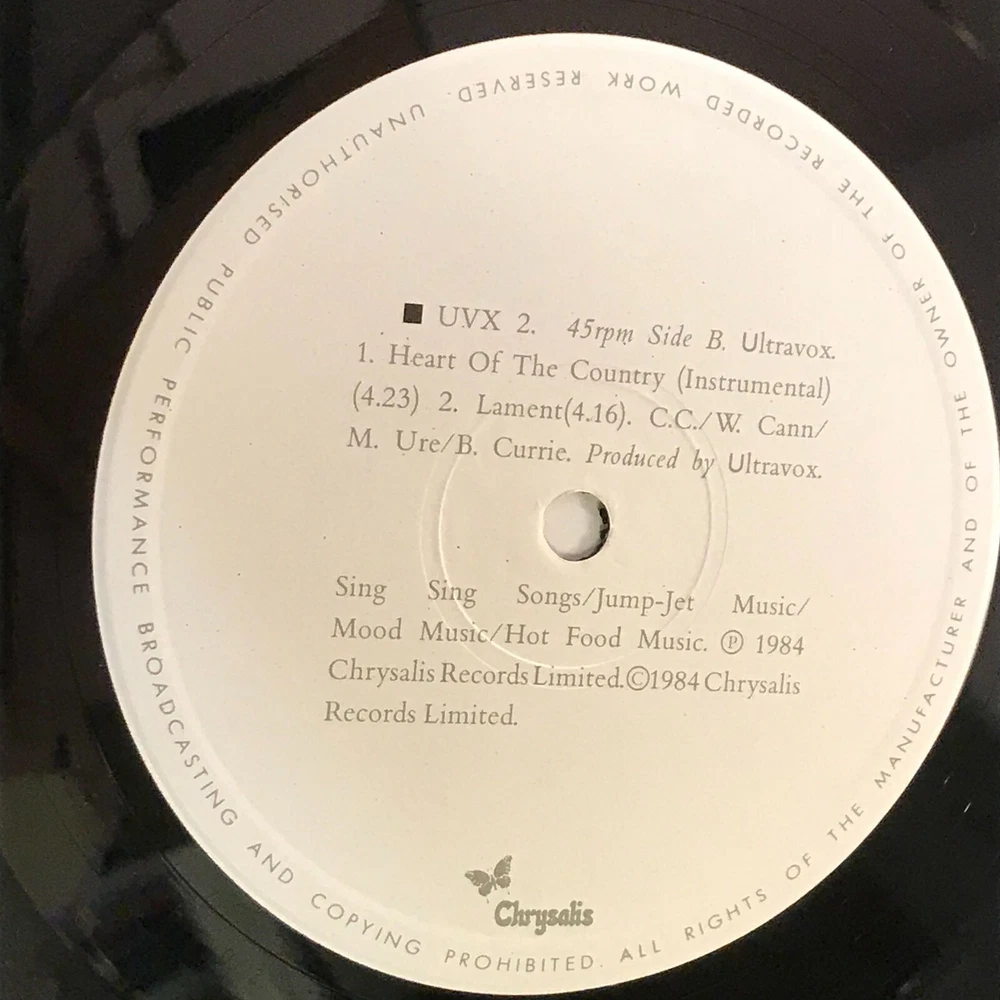 ■ UVX 2. 45rpm Side B. Ultravox.
1. Heart Of The Country (Instrumental)
(4.23) 2. Lament(4.16). C.C./W. Cann/
M. Ure/B. Currie. Produced by Ultravox.
Sing Sing Songs/Jump-Jet Music/
Mood Music/Hot Food Music. Ⓟ 1984
Chrysalis Records Limited.©1984 Chrysalis
Records Limited.
Chrysalis
ALL RIGHTS OF THE MANUFACTURER AND OF THE OWNER OF THE RECORDED WORK RESERVED. UNAUTHORISED PUBLIC PERFORMANCE BROADCASTING AND COPYING PROHIBITED.